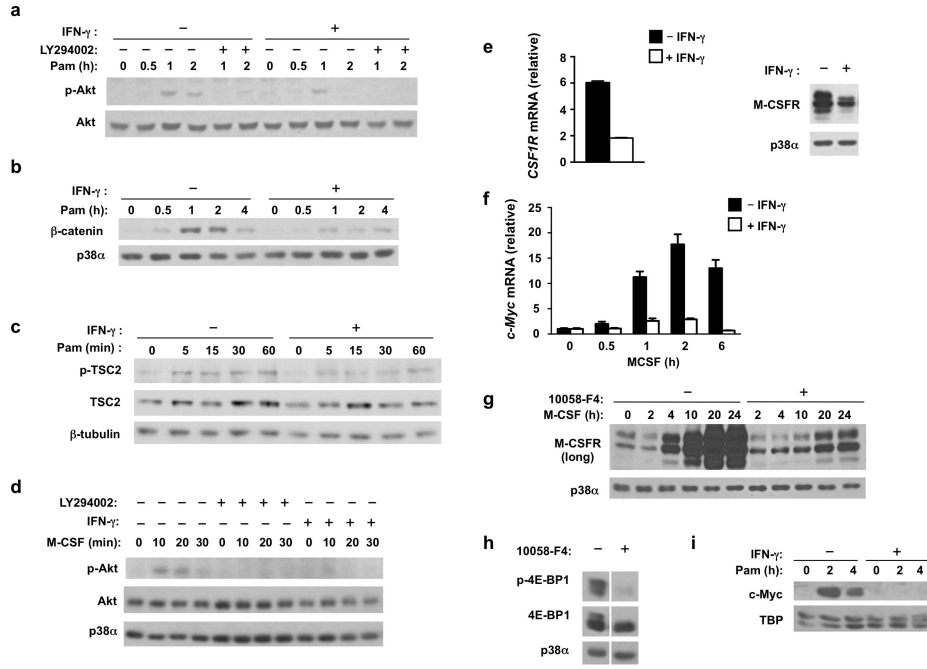 a
IFN-γ : − +
LY294002: − − − − + + − − − − + +
Pam (h): 0 0.5 1 2 1 2 0 0.5 1 2 1 2
p-Akt
Akt
b
IFN-γ : − +
Pam (h): 0 0.5 1 2 4 0 0.5 1 2 4
β-catenin
p38α
c
IFN-γ : − +
Pam (min) : 0 5 15 30 60 0 5 15 30 60
p-TSC2
TSC2
β-tubulin
d
LY294002: − − − − + + + + − − − −
IFN-γ: − − − − − − − − + + + +
M-CSF (min): 0 10 20 30 0 10 20 30 0 10 20 30
p-Akt
Akt
p38α
e
CSF1R mRNA (relative)
8
6
4
2
0
− IFN-γ
+ IFN-γ
IFN-γ: − +
M-CSFR
p38α
f
c-Myc mRNA (relative)
25
20
15
10
5
0
− IFN-γ
+ IFN-γ
0 0.5 1 2 6
MCSF (h)
g
10058-F4: − +
M-CSF (h): 0 2 4 10 20 24 2 4 10 20 24
M-CSFR
(long)
p38α
h
10058-F4: − +
p-4E-BP1
4E-BP1
p38α
i
IFN-γ: − +
Pam (h): 0 2 4 0 2 4
c-Myc
TBP